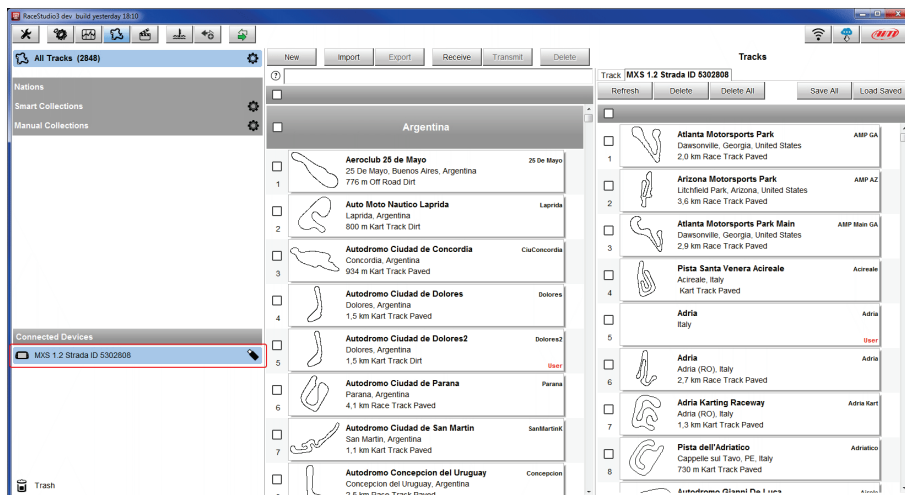 RaceStudio3 dev build yesterday 18:10
AiM
All Tracks (2848)
Nations
Smart Collections
Manual Collections
Connected Devices
MXS 1.2 Strada ID 5302808
Trash
New
Import
Export
Receive
Transmit
Delete
?
Argentina
Aeroclub 25 de Mayo
25 De Mayo
25 De Mayo, Buenos Aires, Argentina
776 m Off Road Dirt
1
Auto Moto Nautico Laprida
Laprida
Laprida, Argentina
800 m Kart Track Dirt
2
Autodromo Ciudad de Concordia
CiuConcordia
Concordia, Argentina
934 m Kart Track Paved
3
Autodromo Ciudad de Dolores
Dolores
Dolores, Argentina
1,5 km Kart Track Dirt
4
Autodromo Ciudad de Dolores2
Dolores2
Dolores, Argentina
1,5 km Kart Track Dirt
User
5
Autodromo Ciudad de Parana
Parana
Parana, Argentina
4,1 km Race Track Paved
6
Autodromo Ciudad de San Martin
SanMartinK
San Martin, Argentina
1,1 km Kart Track Paved
7
Autodromo Concepcion del Uruguay
Concepcion
Concepcion del Uruguay, Argentina
2,5 km Race Track Paved
Tracks
Track
MXS 1.2 Strada ID 5302808
Refresh
Delete
Delete All
Save All
Load Saved
Atlanta Motorsports Park
AMP GA
Dawsonville, Georgia, United States
2,0 km Race Track Paved
1
Arizona Motorsports Park
AMP AZ
Litchfield Park, Arizona, United States
3,6 km Race Track Paved
2
Atlanta Motorsports Park Main
AMP Main GA
Dawsonville, Georgia, United States
2,9 km Race Track Paved
3
Pista Santa Venera Acireale
Acireale
Acireale, Italy
Kart Track Paved
4
Adria
Adria
Italy
User
5
Adria
Adria
Adria (RO), Italy
2,7 km Race Track Paved
6
Adria Karting Raceway
Adria Kart
Adria (RO), Italy
1,3 km Kart Track Paved
7
Pista dell'Adriatico
Adriatico
Cappelle sul Tavo, PE, Italy
730 m Kart Track Paved
8
Autodromo Gianni De Luca
Airola